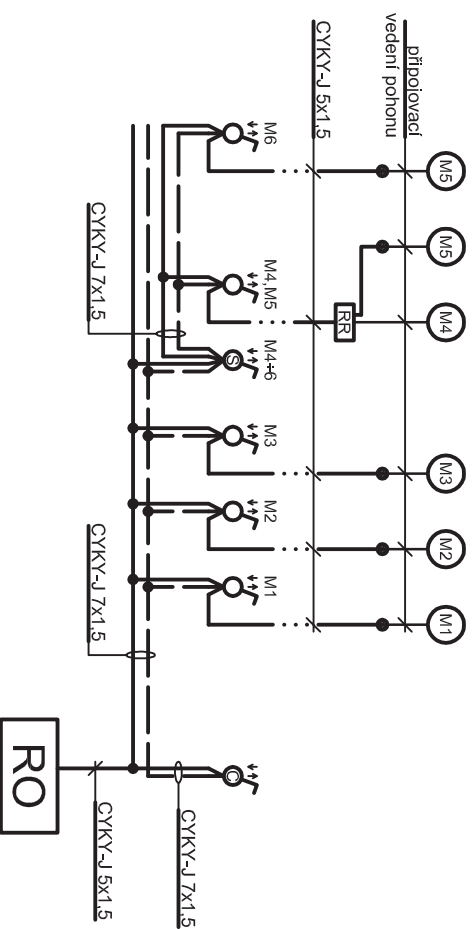 M5
M5
M4
M3
M2
M1
připojovací
vedení pohonu
RR
CYKY-J 5x1,5
M6
M4,M5
M4÷6
M3
M2
M1
S
C
CYKY-J 7x1,5
CYKY-J 7x1,5
CYKY-J 7x1,5
CYKY-J 5x1,5
RO